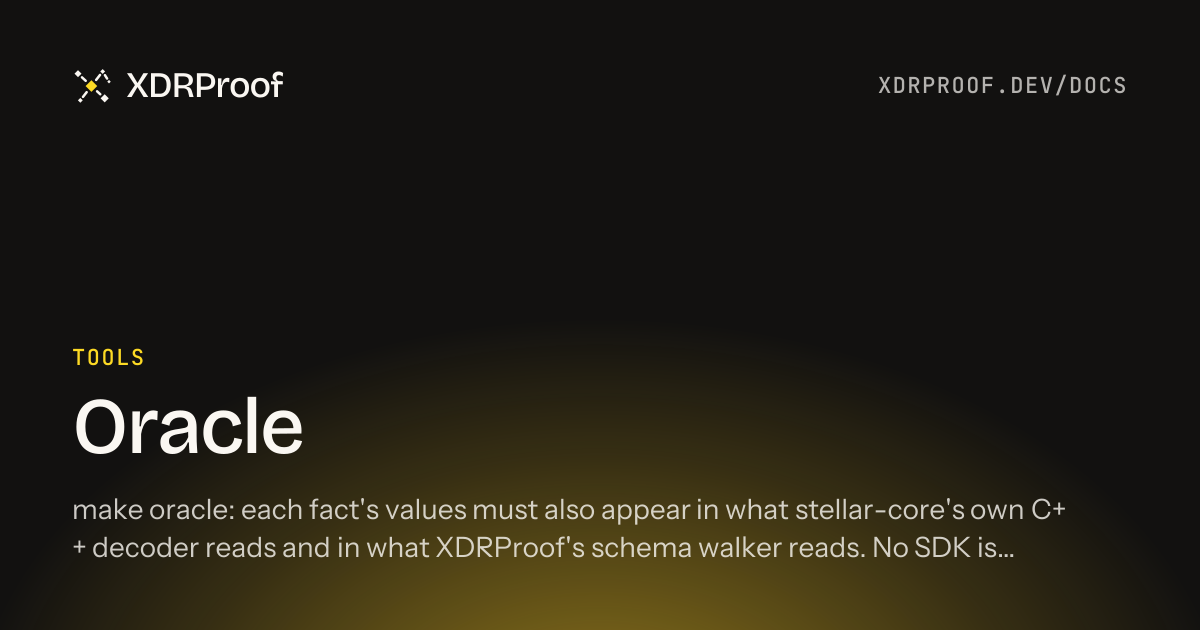 XDRProof
XDRPROOF.DEV/DOCS
TOOLS
Oracle
make oracle: each fact's values must also appear in what stellar-core's own C+
+ decoder reads and in what XDRProof's schema walker reads. No SDK is...